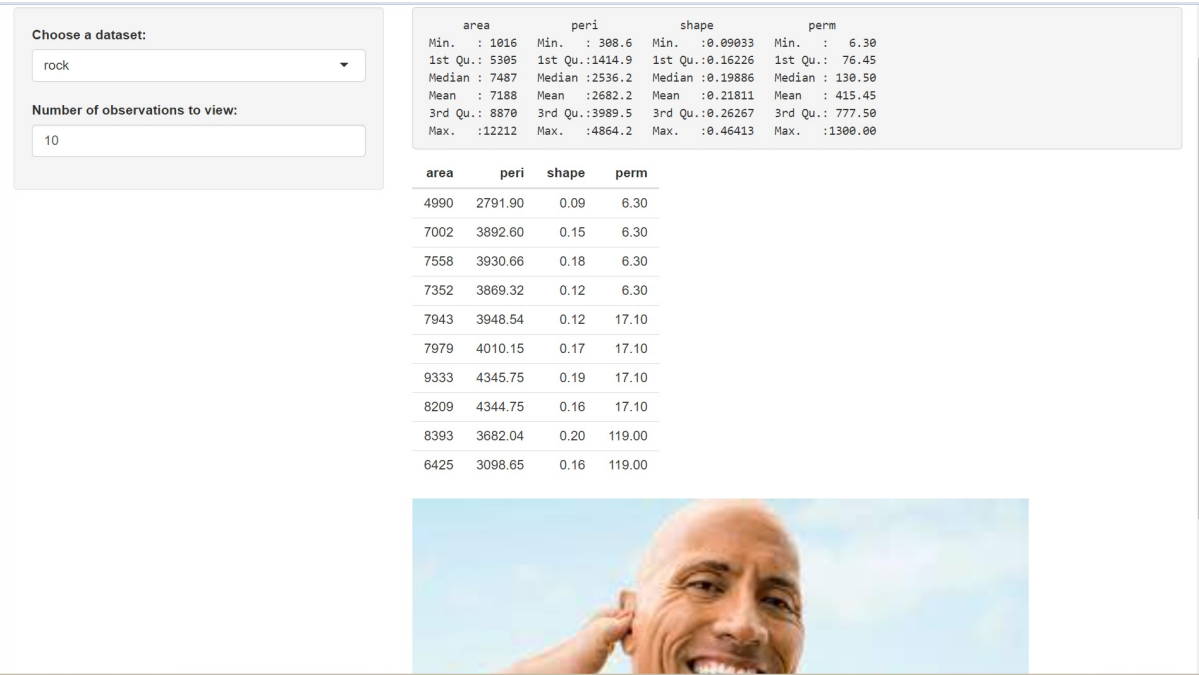 Choose a dataset:
rock
Number of observations to view:
10
area peri shape perm
Min. : 1016 Min. : 308.6 Min. :0.09033 Min. : 6.30
1st Qu.: 5305 1st Qu.:1414.9 1st Qu.:0.16226 1st Qu.: 76.45
Median : 7487 Median :2536.2 Median :0.19886 Median : 130.50
Mean : 7188 Mean :2682.2 Mean :0.21811 Mean : 415.45
3rd Qu.: 8870 3rd Qu.:3989.5 3rd Qu.:0.26267 3rd Qu.: 777.50
Max. :12212 Max. :4864.2 Max. :0.46413 Max. :1300.00
area peri shape perm
4990 2791.90 0.09 6.30
7002 3892.60 0.15 6.30
7558 3930.66 0.18 6.30
7352 3869.32 0.12 6.30
7943 3948.54 0.12 17.10
7979 4010.15 0.17 17.10
9333 4345.75 0.19 17.10
8209 4344.75 0.16 17.10
8393 3682.04 0.20 119.00
6425 3098.65 0.16 119.00